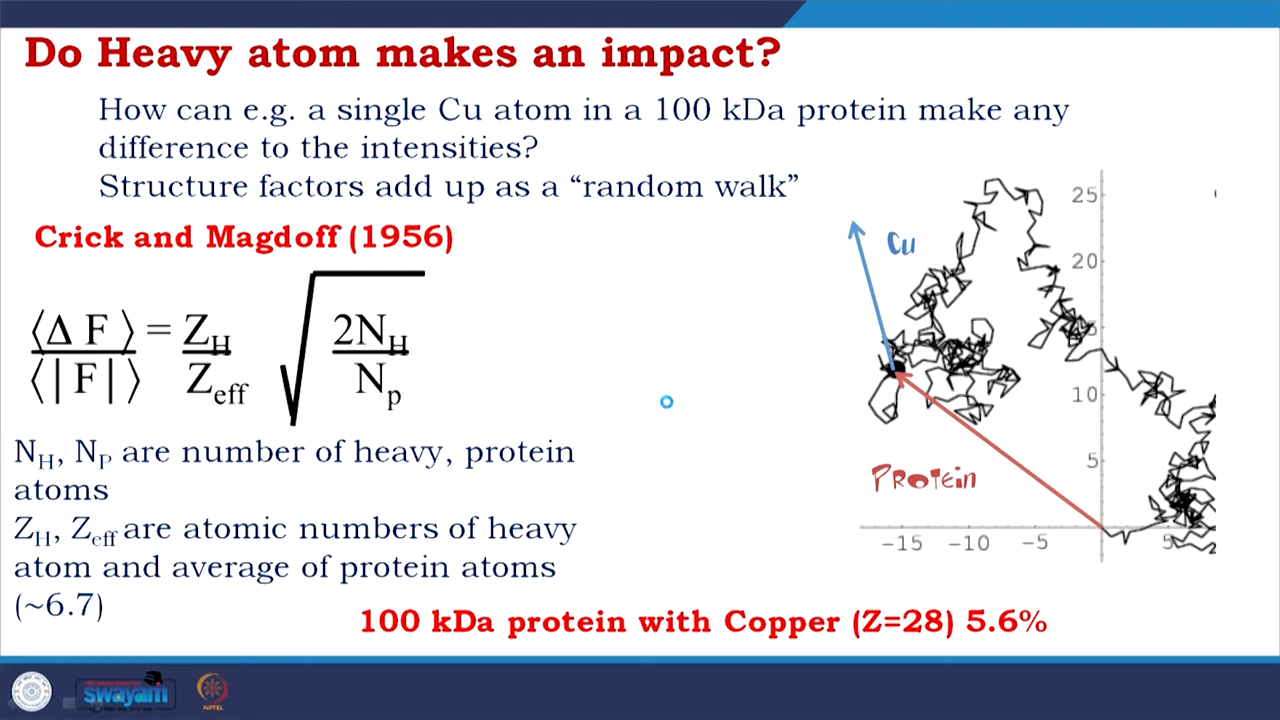 Do Heavy atom makes an impact?
How can e.g. a single Cu atom in a 100 kDa protein make any
difference to the intensities?
Structure factors add up as a “random walk”
Crick and Magdoff (1956)
⟨Δ F ⟩ = Z_H √ 2N_H
⟨|F|⟩ Z_eff N_p
N_H, N_P are number of heavy, protein
atoms
Z_H, Z_eff are atomic numbers of heavy
atom and average of protein atoms
(~6.7)
25
Cu
20
10
5
Protein
-15 -10 -5 5
100 kDa protein with Copper (Z=28) 5.6%
swayam
NPTEL